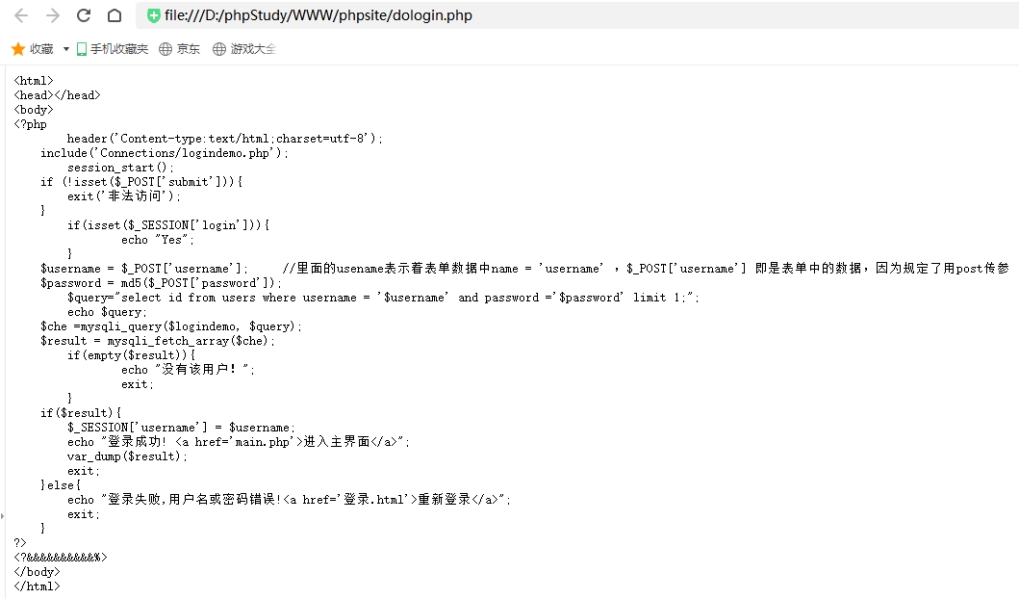 file:///D:/phpStudy/WWW/phpsite/dologin.php
收藏 手机收藏夹 京东 游戏大全
<html>
<head></head>
<body>
<?php
header('Content-type:text/html;charset=utf-8');
include('Connections/logindemo.php');
session_start();
if (!isset($_POST['submit'])){
exit('非法访问');
}
if(isset($_SESSION['login'])){
echo "Yes";
}
$username = $_POST['username']; //里面的usename表示着表单数据中name = 'username' ，$_POST['username'] 即是表单中的数据，因为规定了用post传参
$password = md5($_POST['password']);
$query="select id from users where username = '$username' and password ='$password' limit 1;";
echo $query;
$che =mysqli_query($logindemo, $query);
$result = mysqli_fetch_array($che);
if(empty($result)){
echo "没有该用户！";
exit;
}
if($result){
$_SESSION['username'] = $username;
echo "登录成功! <a href='main.php'>进入主界面</a>";
var_dump($result);
exit;
}else{
echo "登录失败,用户名或密码错误!<a href='登录.html'>重新登录</a>";
exit;
}
?>
<?&&&&&&&&&&%>
</body>
</html>